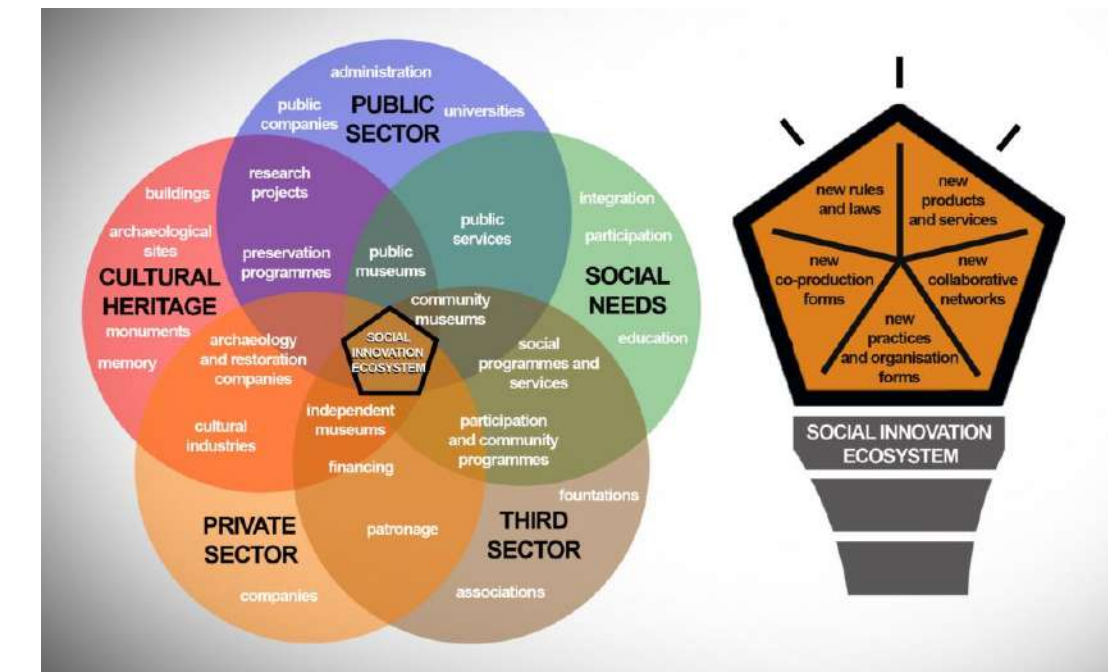 administration
public
companies
PUBLIC
SECTOR
universities
buildings
research
projects
integration
archaeological
sites
public
services
participation
preservation
programmes
public
museums
CULTURAL
HERITAGE
SOCIAL
NEEDS
community
museums
monuments
memory
archaeology
and restoration
companies
SOCIAL
INNOVATION
ECOSYSTEM
social
programmes and
services
education
cultural
industries
independent
museums
participation
and community
programmes
financing
fountations
PRIVATE
SECTOR
patronage
THIRD
SECTOR
companies
associations
new rules
and laws
new
products
and services
new
co-production
forms
new
collaborative
networks
new
practices
and organisation
forms
SOCIAL INNOVATION
ECOSYSTEM